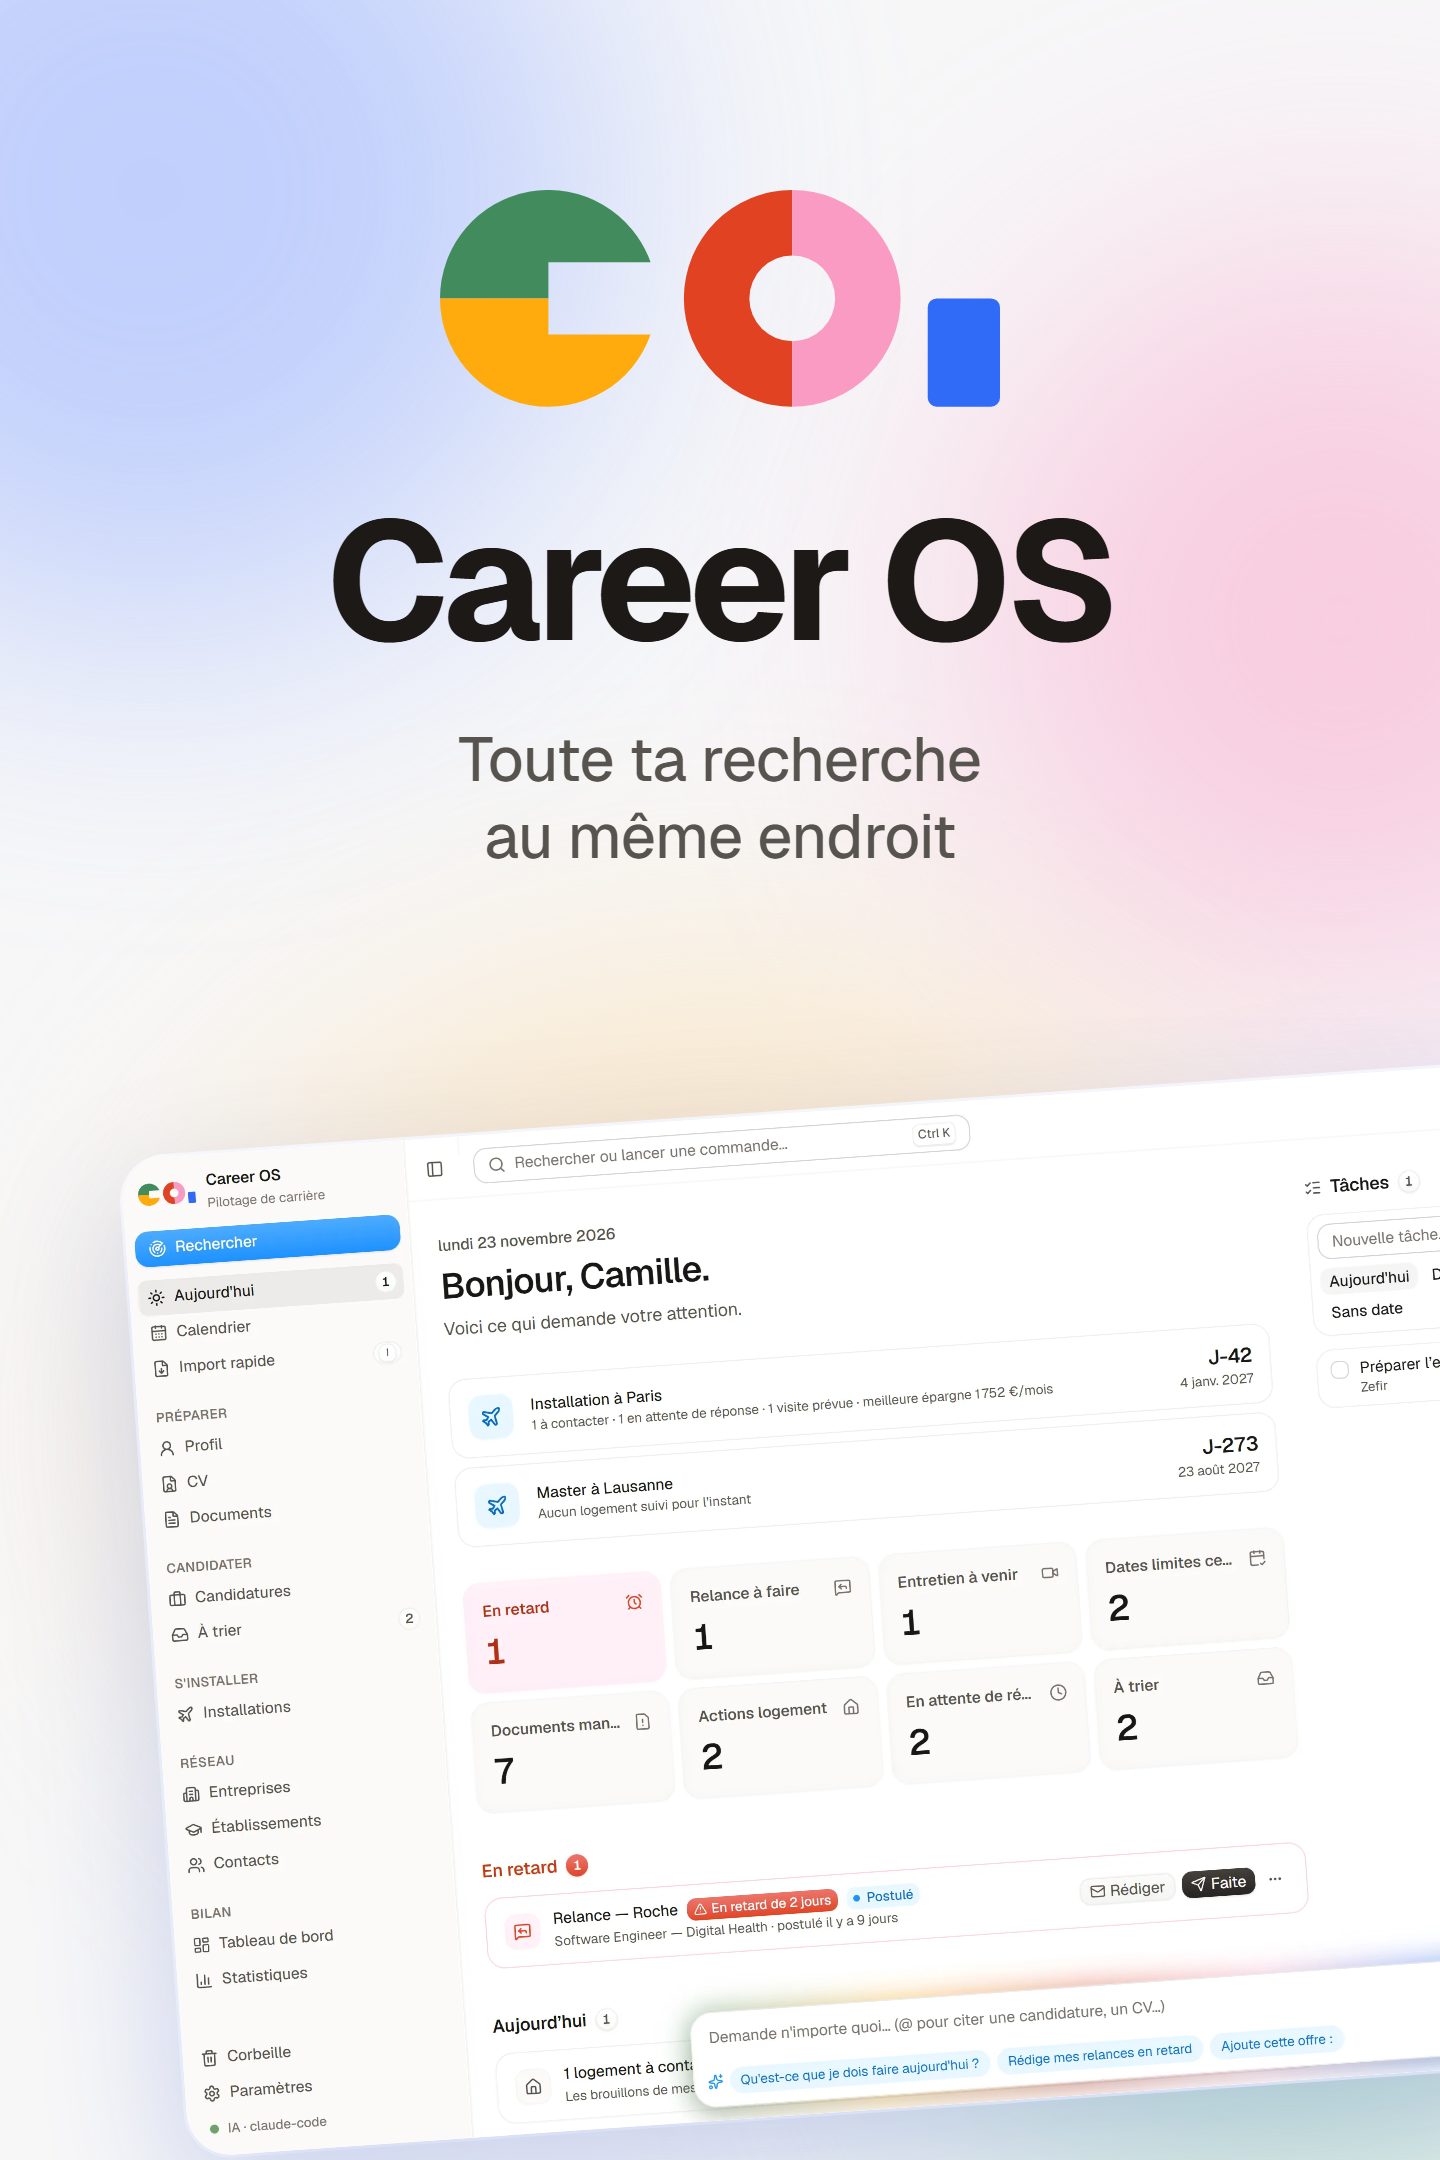 CO.
Career OS
Toute ta recherche
au même endroit
Career OS
Pilotage de carrière
Rechercher
Aujourd'hui 1
Calendrier
Import rapide I
PRÉPARER
Profil
CV
Documents
CANDIDATER
Candidatures
À trier 2
S'INSTALLER
Installations
RÉSEAU
Entreprises
Établissements
Contacts
BILAN
Tableau de bord
Statistiques
Corbeille
Paramètres
IA · claude-code
Rechercher ou lancer une commande... Ctrl K
lundi 23 novembre 2026
Bonjour, Camille.
Voici ce qui demande votre attention.
Installation à Paris J-42
1 à contacter · 1 en attente de réponse · 1 visite prévue · meilleure épargne 1 752 €/mois 4 janv. 2027
Master à Lausanne J-273
Aucun logement suivi pour l'instant 23 août 2027
En retard
1
Relance à faire
1
Entretien à venir
1
Dates limites ce...
2
Documents man...
7
Actions logement
2
En attente de ré...
2
À trier
2
En retard 1
Relance — Roche En retard de 2 jours Postulé
Software Engineer — Digital Health · postulé il y a 9 jours
Rédiger Faite ...
Aujourd'hui 1
1 logement à conta
Les brouillons de mes
Demande n'importe quoi... (@ pour citer une candidature, un CV...)
Qu'est-ce que je dois faire aujourd'hui ? Rédige mes relances en retard Ajoute cette offre :
Tâches 1
Nouvelle tâche.
Aujourd'hui D
Sans date
Préparer l'e
Zefir